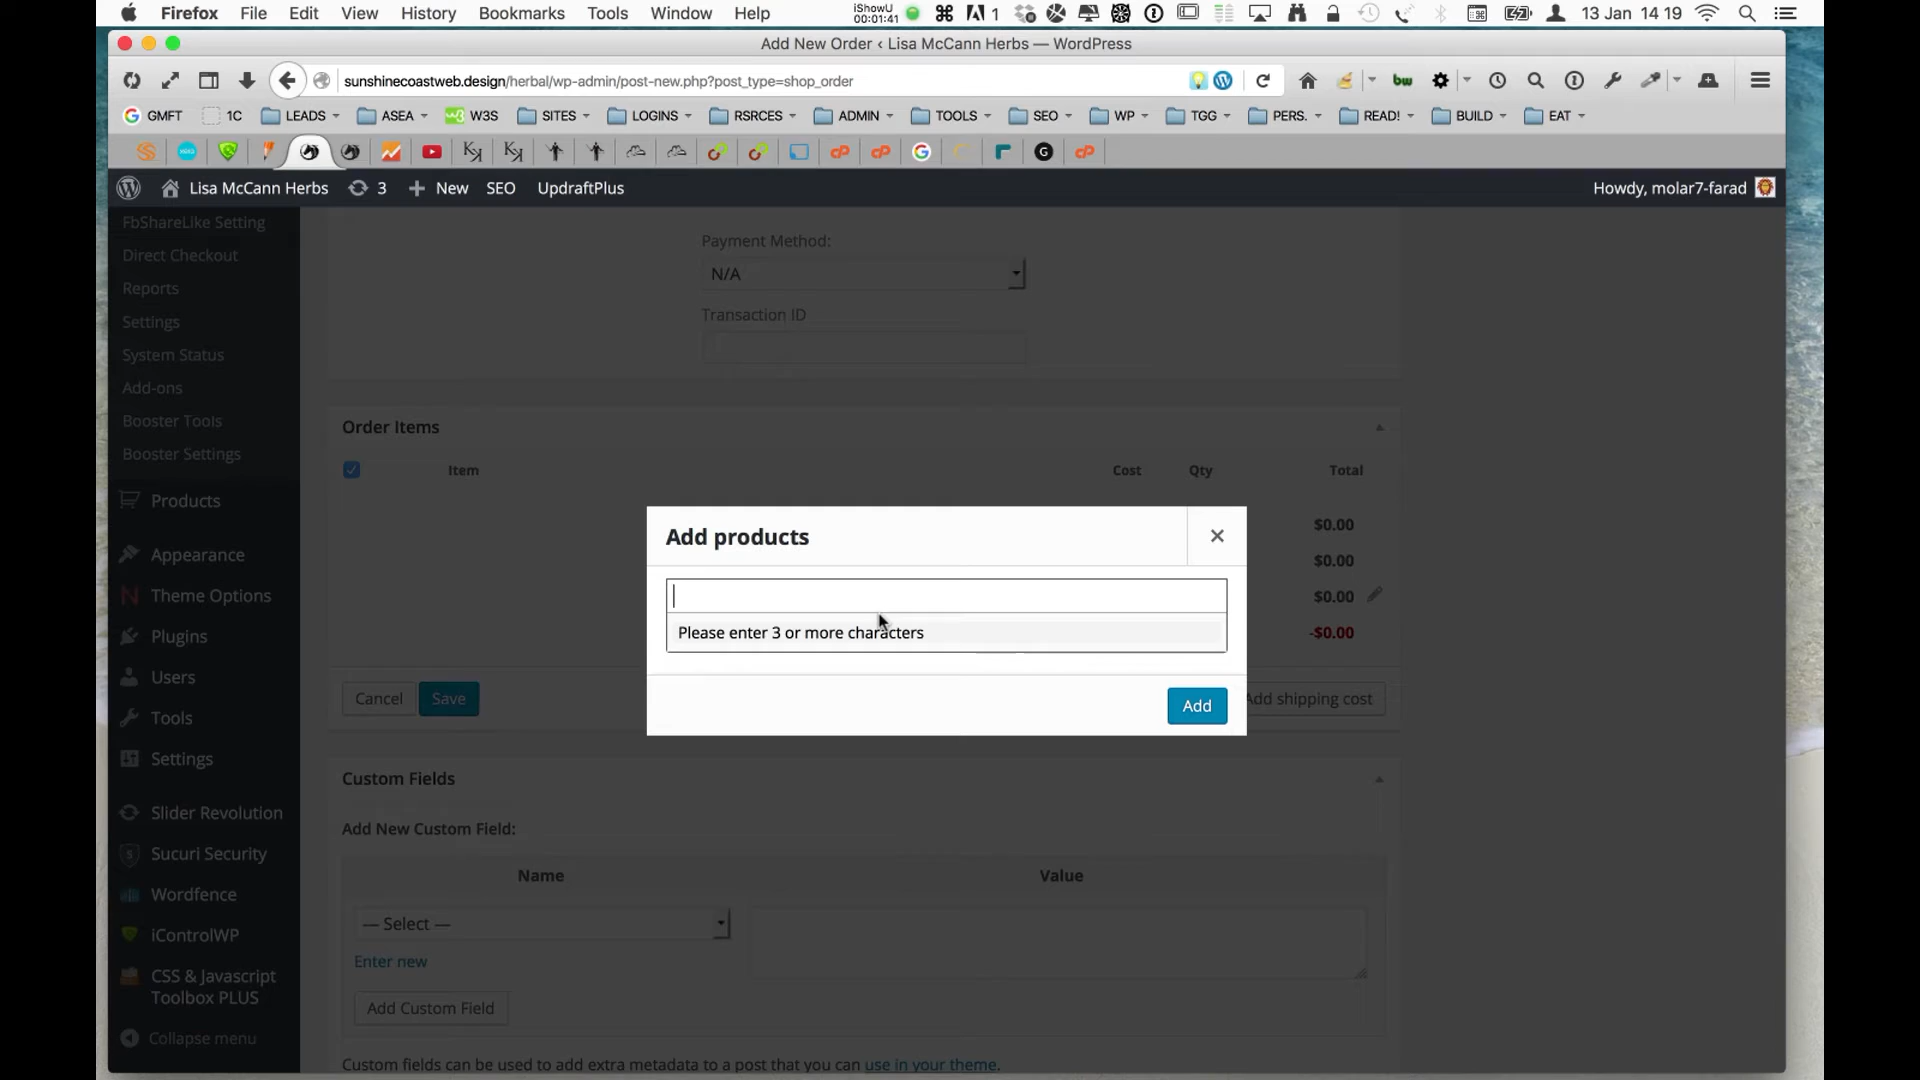 Firefox File Edit View History Bookmarks Tools Window Help iShowU 00:01:41 1 13 Jan 14 19
Add New Order ‹ Lisa McCann Herbs — WordPress
sunshinecoastweb.design/herbal/wp-admin/post-new.php?post_type=shop_order bw
GMFT 1C LEADS ASEA W3S SITES LOGINS RSRCES ADMIN TOOLS SEO WP TGG PERS. READ! BUILD EAT
Lisa McCann Herbs 3 + New SEO UpdraftPlus Howdy, molar7-farad
FbShareLike Setting
Direct Checkout
Reports
Settings
System Status
Add-ons
Booster Tools
Booster Settings
Products
Appearance
Theme Options
Plugins
Users
Tools
Settings
Slider Revolution
Sucuri Security
Wordfence
iControlWP
CSS & Javascript
Toolbox PLUS
Collapse menu
Payment Method:
N/A
Transaction ID
Order Items
Item Cost Qty Total
$0.00
$0.00
$0.00
-$0.00
Add products
Please enter 3 or more characters
Add
Cancel Save Add shipping cost
Custom Fields
Add New Custom Field:
Name Value
— Select —
Enter new
Add Custom Field
Custom fields can be used to add extra metadata to a post that you can use in your theme.